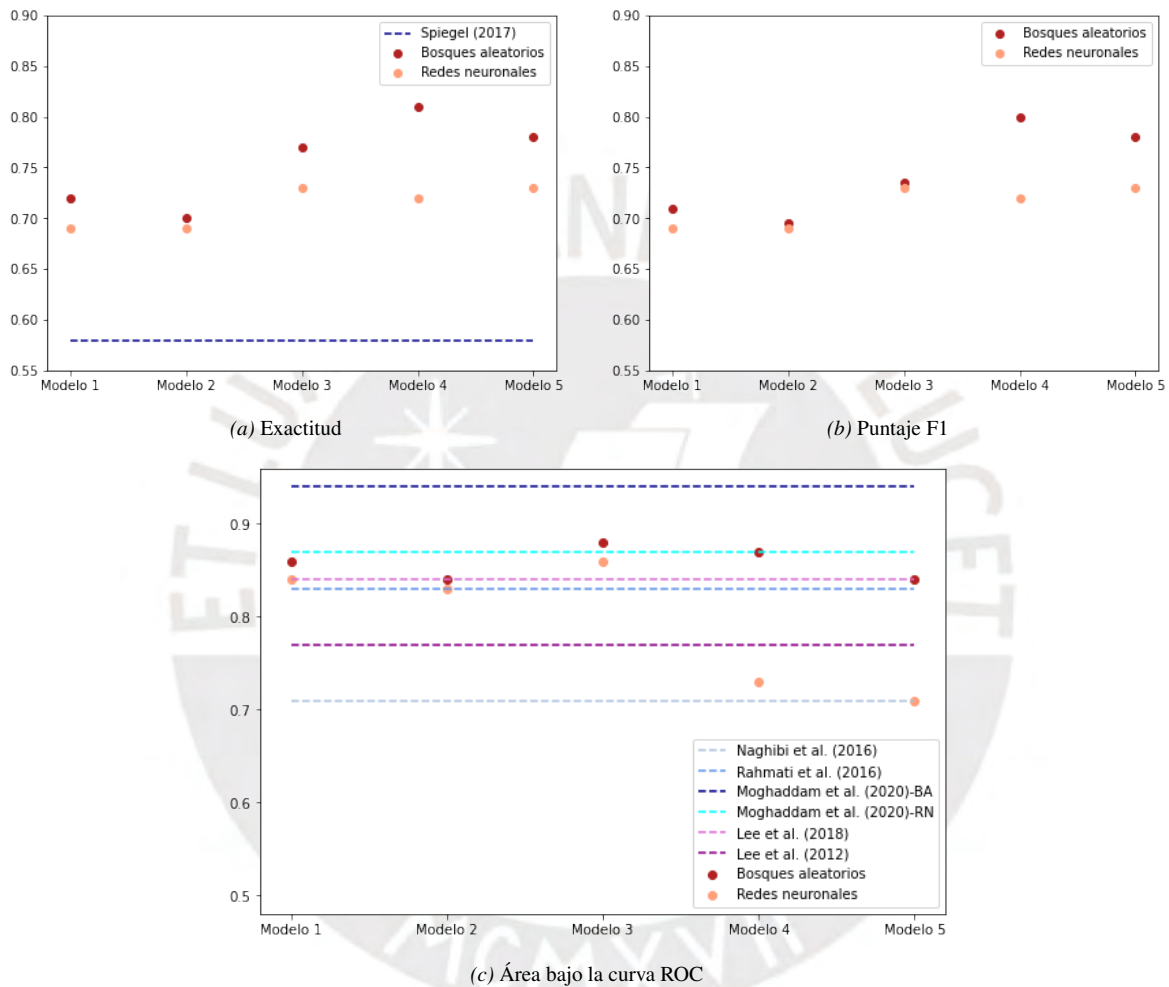 0.90
0.85
0.80
0.75
0.70
0.65
0.60
0.55
Spiegel (2017)
Bosques aleatorios
Redes neuronales
Modelo 1 Modelo 2 Modelo 3 Modelo 4 Modelo 5
(a) Exactitud
0.90
0.85
0.80
0.75
0.70
0.65
0.60
0.55
Bosques aleatorios
Redes neuronales
Modelo 1 Modelo 2 Modelo 3 Modelo 4 Modelo 5
(b) Puntaje F1
0.9
0.8
0.7
0.6
0.5
Naghibi et al. (2016)
Rahmati et al. (2016)
Moghaddam et al. (2020)-BA
Moghaddam et al. (2020)-RN
Lee et al. (2018)
Lee et al. (2012)
Bosques aleatorios
Redes neuronales
Modelo 1 Modelo 2 Modelo 3 Modelo 4 Modelo 5
(c) Área bajo la curva ROC
ET LUX
MCMXVII